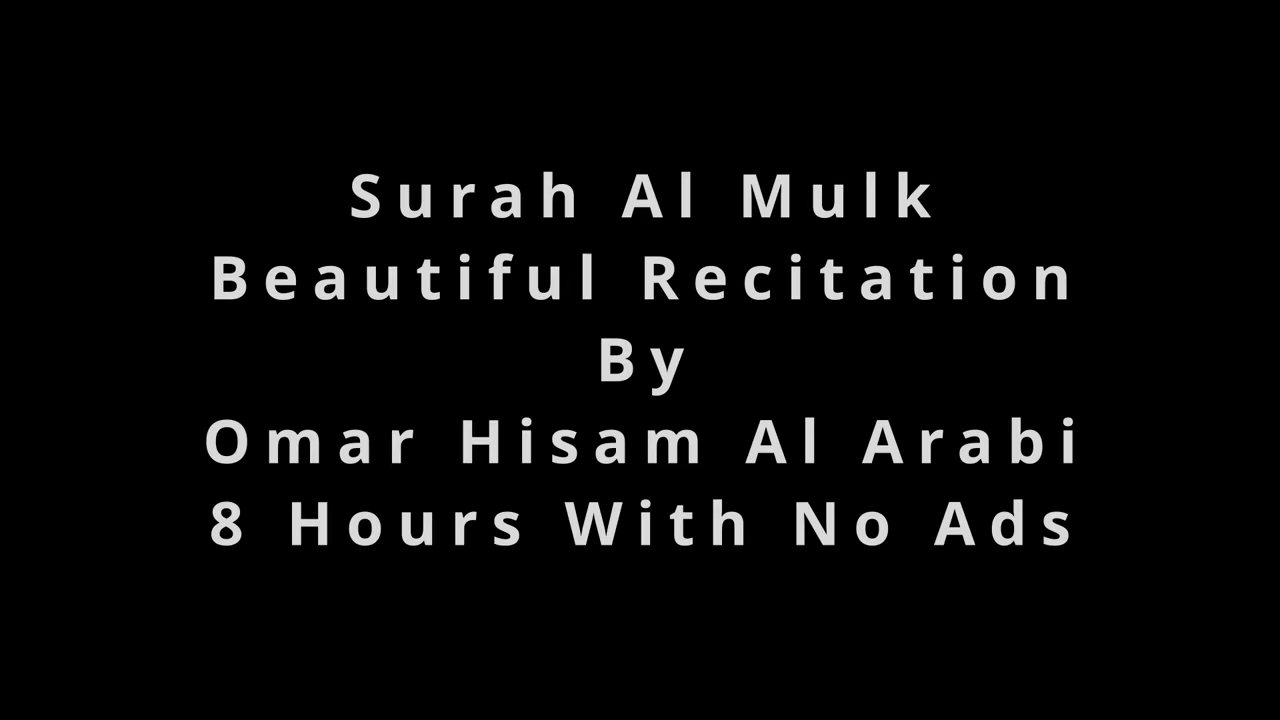 Surah Al Mulk
Beautiful Recitation
By
Omar Hisam Al Arabi
8 Hours With No Ads